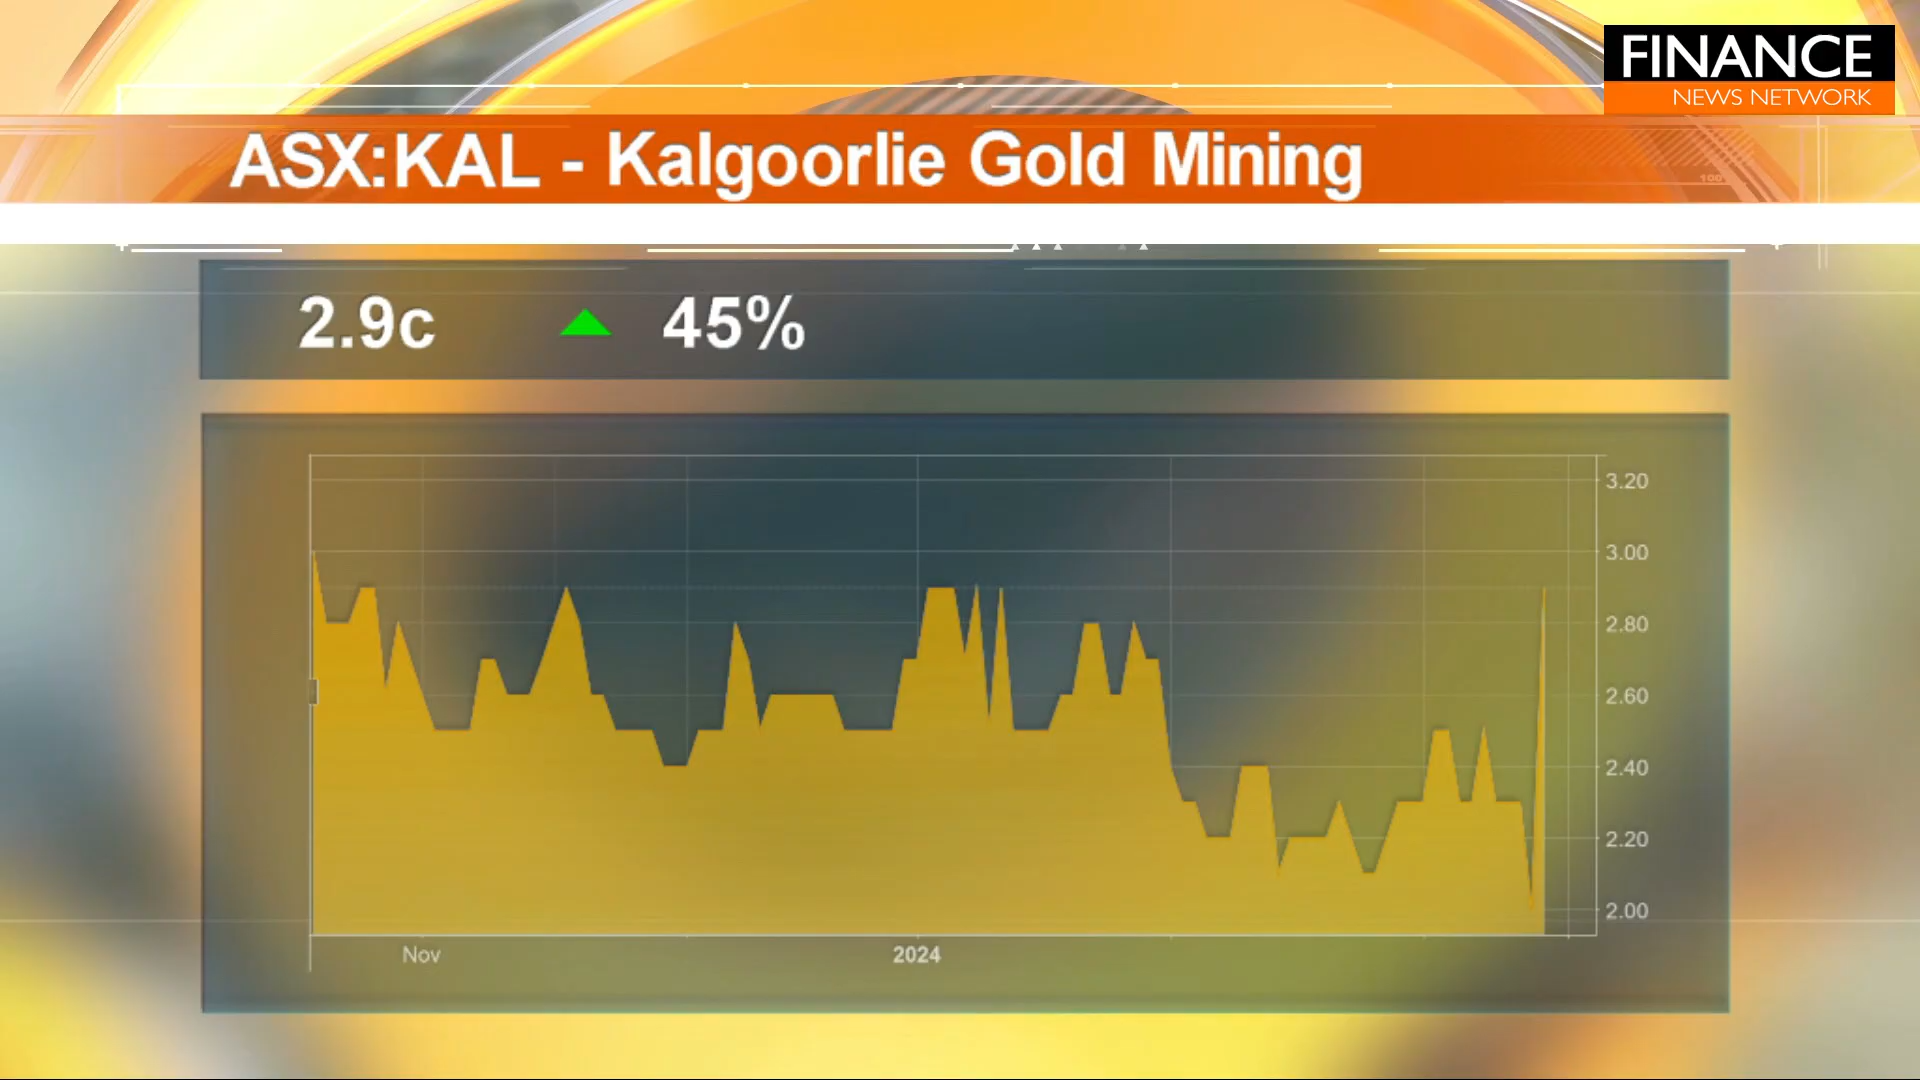 FINANCE
NEWS NETWORK
ASX:KAL - Kalgoorlie Gold Mining
100
2.9c 45%
3.20
3.00
2.80
2.60
2.40
2.20
2.00
Nov 2024